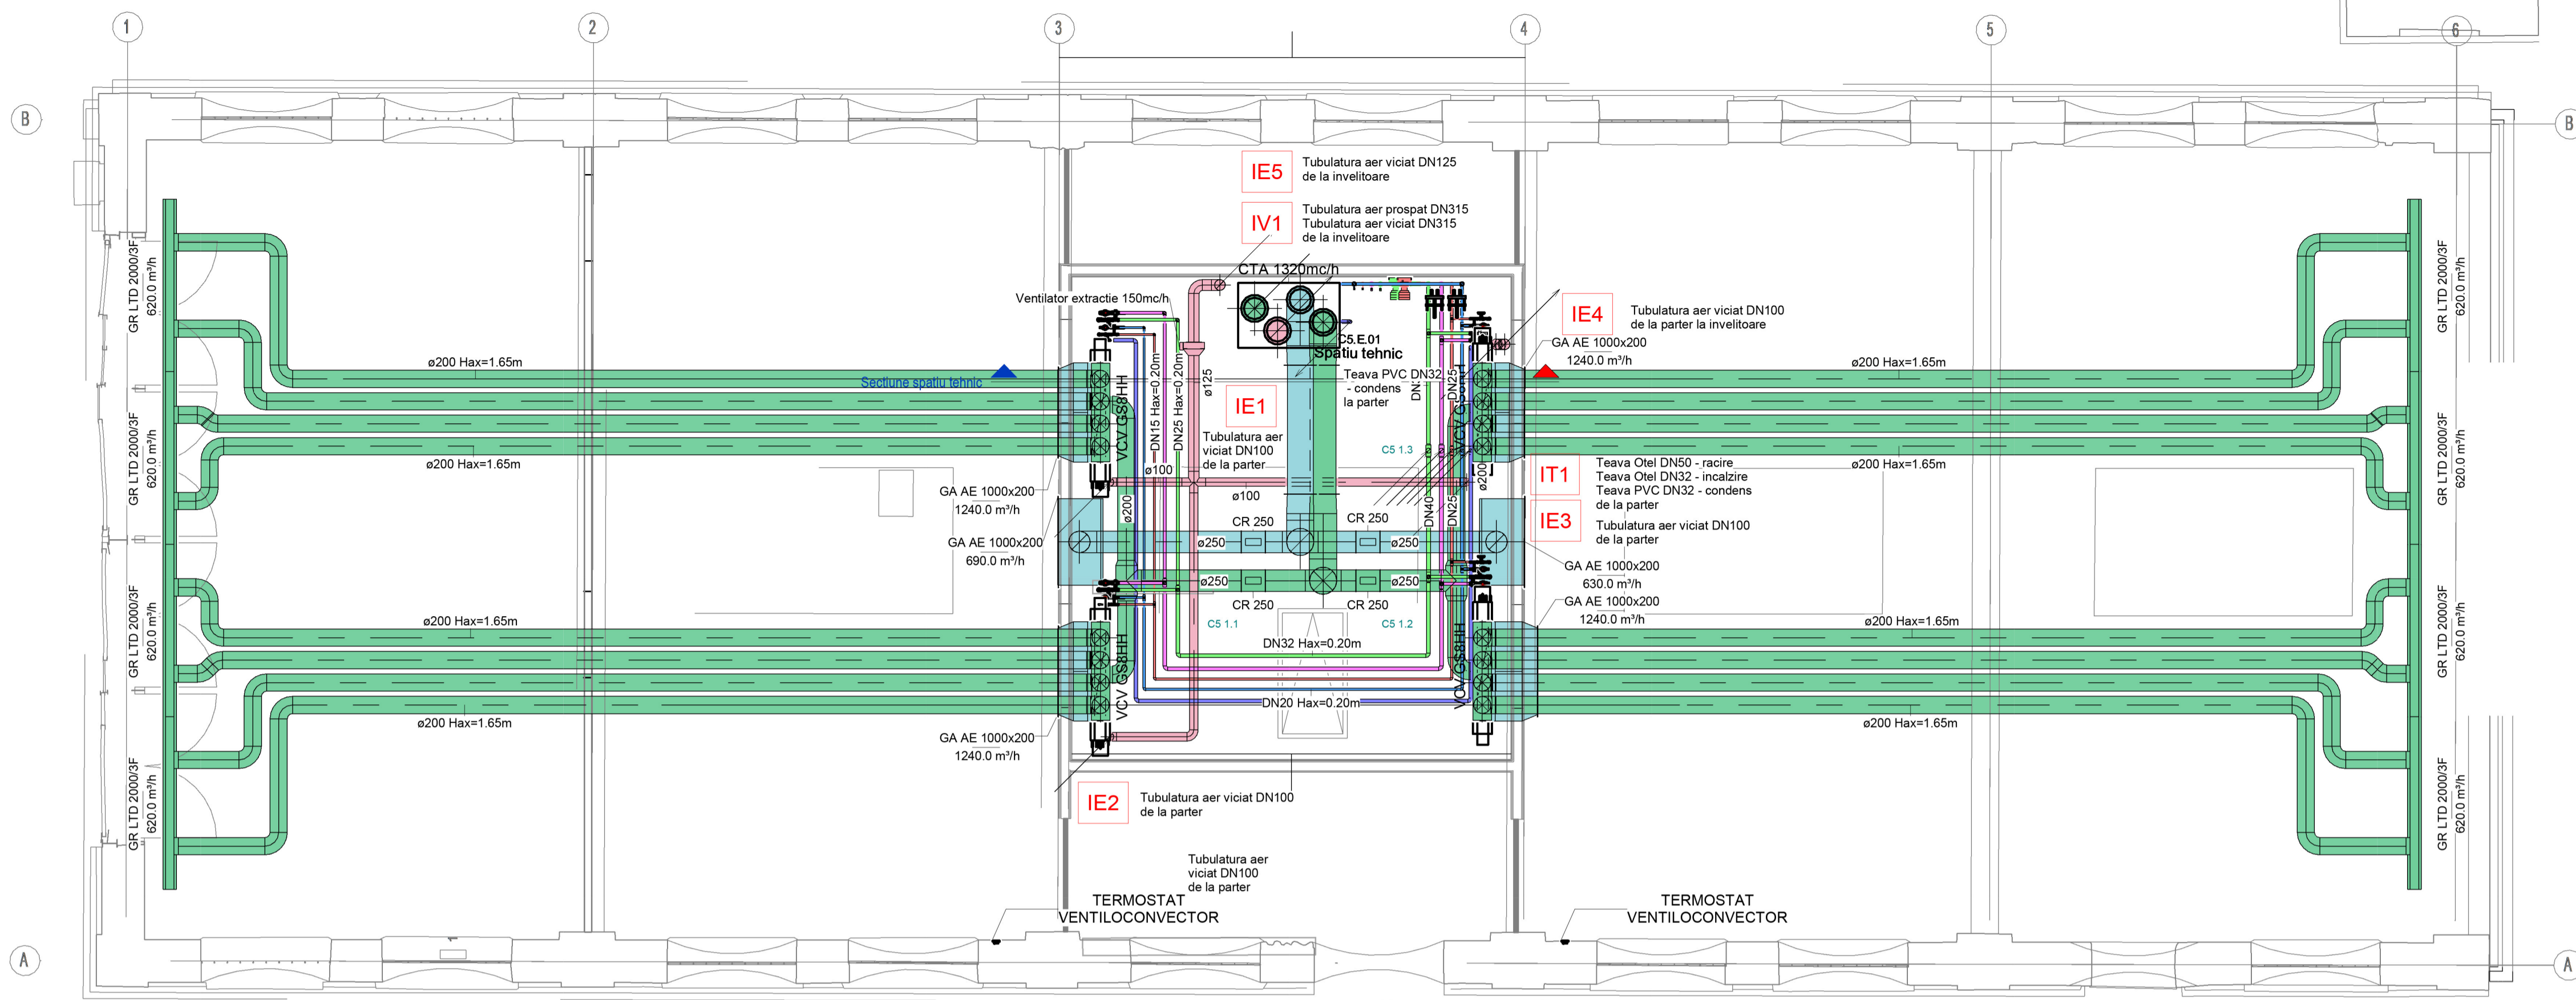 1
2
3
4
5
6
B
B
IE5
Tubulatura aer viciat DN125
de la invelitoare
IV1
Tubulatura aer prospat DN315
Tubulatura aer viciat DN315
de la invelitoare
CTA 1320mc/h
Ventilator extractie 150mc/h
IE4
Tubulatura aer viciat DN100
de la parter la invelitoare
GA AE 1000x200
1240.0 m³/h
C5.E.01
Spatiu tehnic
GR LTD 2000/3F
620.0 m³/h
GR LTD 2000/3F
620.0 m³/h
GR LTD 2000/3F
620.0 m³/h
GR LTD 2000/3F
620.0 m³/h
ø200 Hax=1.65m
Sectiune spatiu tehnic
ø200 Hax=1.65m
VCV GS8HH
DN15 Hax=0.20m
DN25 Hax=0.20m
ø125
IE1
Tubulatura aer
viciat DN100
de la parter
Teava PVC DN32
- condens
la parter
DN25
C5 1.3
ø200 Hax=1.65m
ø200 Hax=1.65m
ø100
ø100
ø200
ø200
GA AE 1000x200
1240.0 m³/h
GA AE 1000x200
690.0 m³/h
IT1
Teava Otel DN50 - racire
Teava Otel DN32 - incalzire
Teava PVC DN32 - condens
de la parter
IE3
Tubulatura aer viciat DN100
de la parter
CR 250
CR 250
DN40
DN25
ø250
ø250
ø250
ø250
CR 250
CR 250
GA AE 1000x200
630.0 m³/h
GA AE 1000x200
1240.0 m³/h
C5 1.1
C5 1.2
ø200 Hax=1.65m
ø200 Hax=1.65m
DN32 Hax=0.20m
VCV GS8HH
VCV GS8HH
DN20 Hax=0.20m
ø200 Hax=1.65m
ø200 Hax=1.65m
GA AE 1000x200
1240.0 m³/h
IE2
Tubulatura aer viciat DN100
de la parter
GR LTD 2000/3F
620.0 m³/h
GR LTD 2000/3F
620.0 m³/h
GR LTD 2000/3F
620.0 m³/h
GR LTD 2000/3F
620.0 m³/h
Tubulatura aer
viciat DN100
de la parter
TERMOSTAT
VENTILOCONVECTOR
TERMOSTAT
VENTILOCONVECTOR
A
A